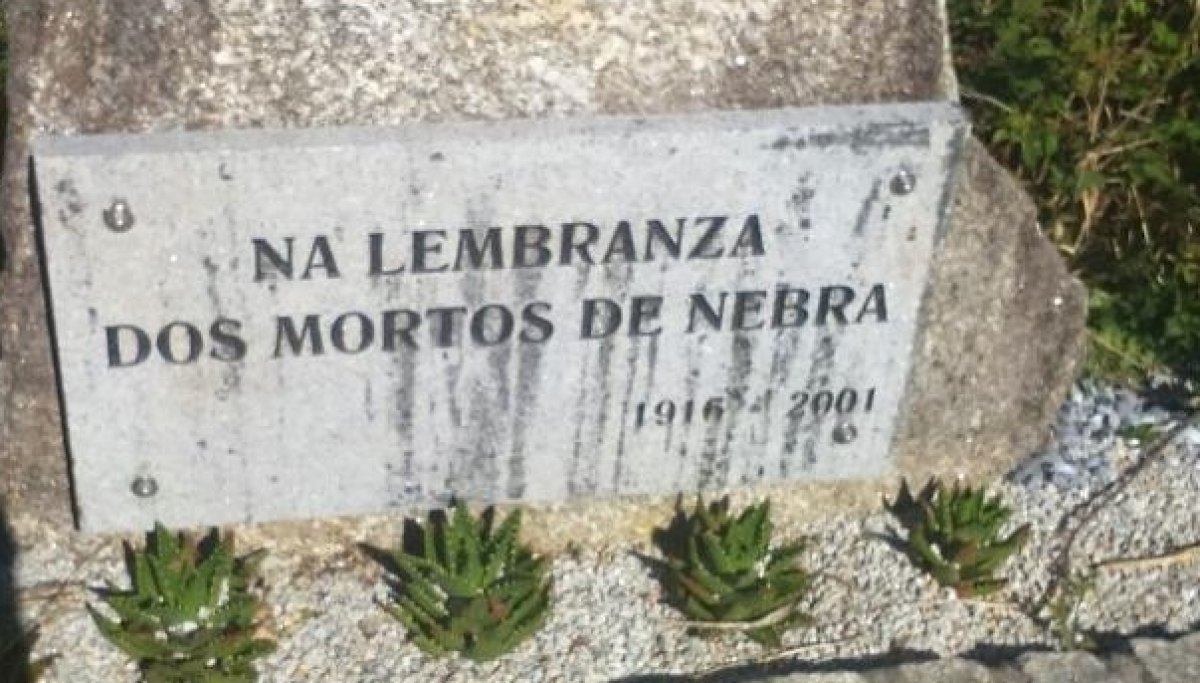 NA LEMBRANZA
DOS MORTOS DE NEBRA
1916 - 2001